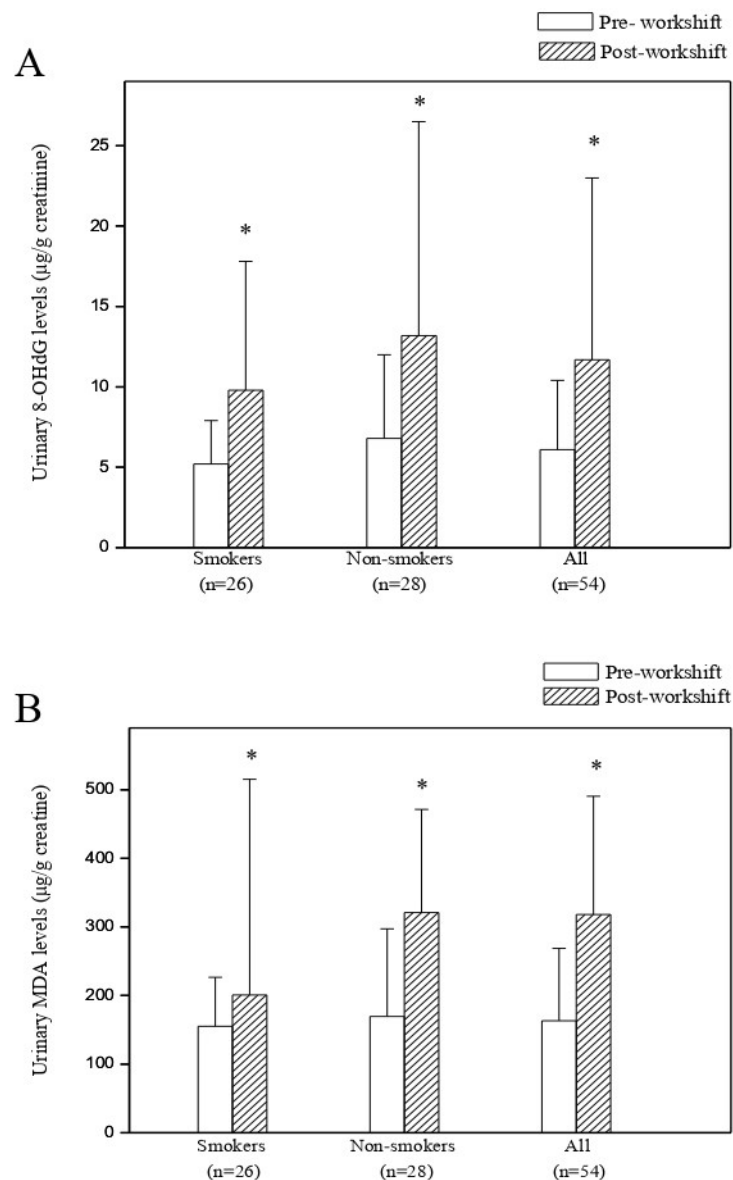 Pre- workshift
Post-workshift
A
Urinary 8-OHdG levels (µg/g creatinine)
25
20
15
10
5
0
*
*
*
Smokers
Non-smokers
All
(n=26)
(n=28)
(n=54)
Pre-workshift
Post-workshift
B
Urinary MDA levels (µg/g creatine)
500
400
300
200
100
0
*
*
*
Smokers
Non-smokers
All
(n=26)
(n=28)
(n=54)